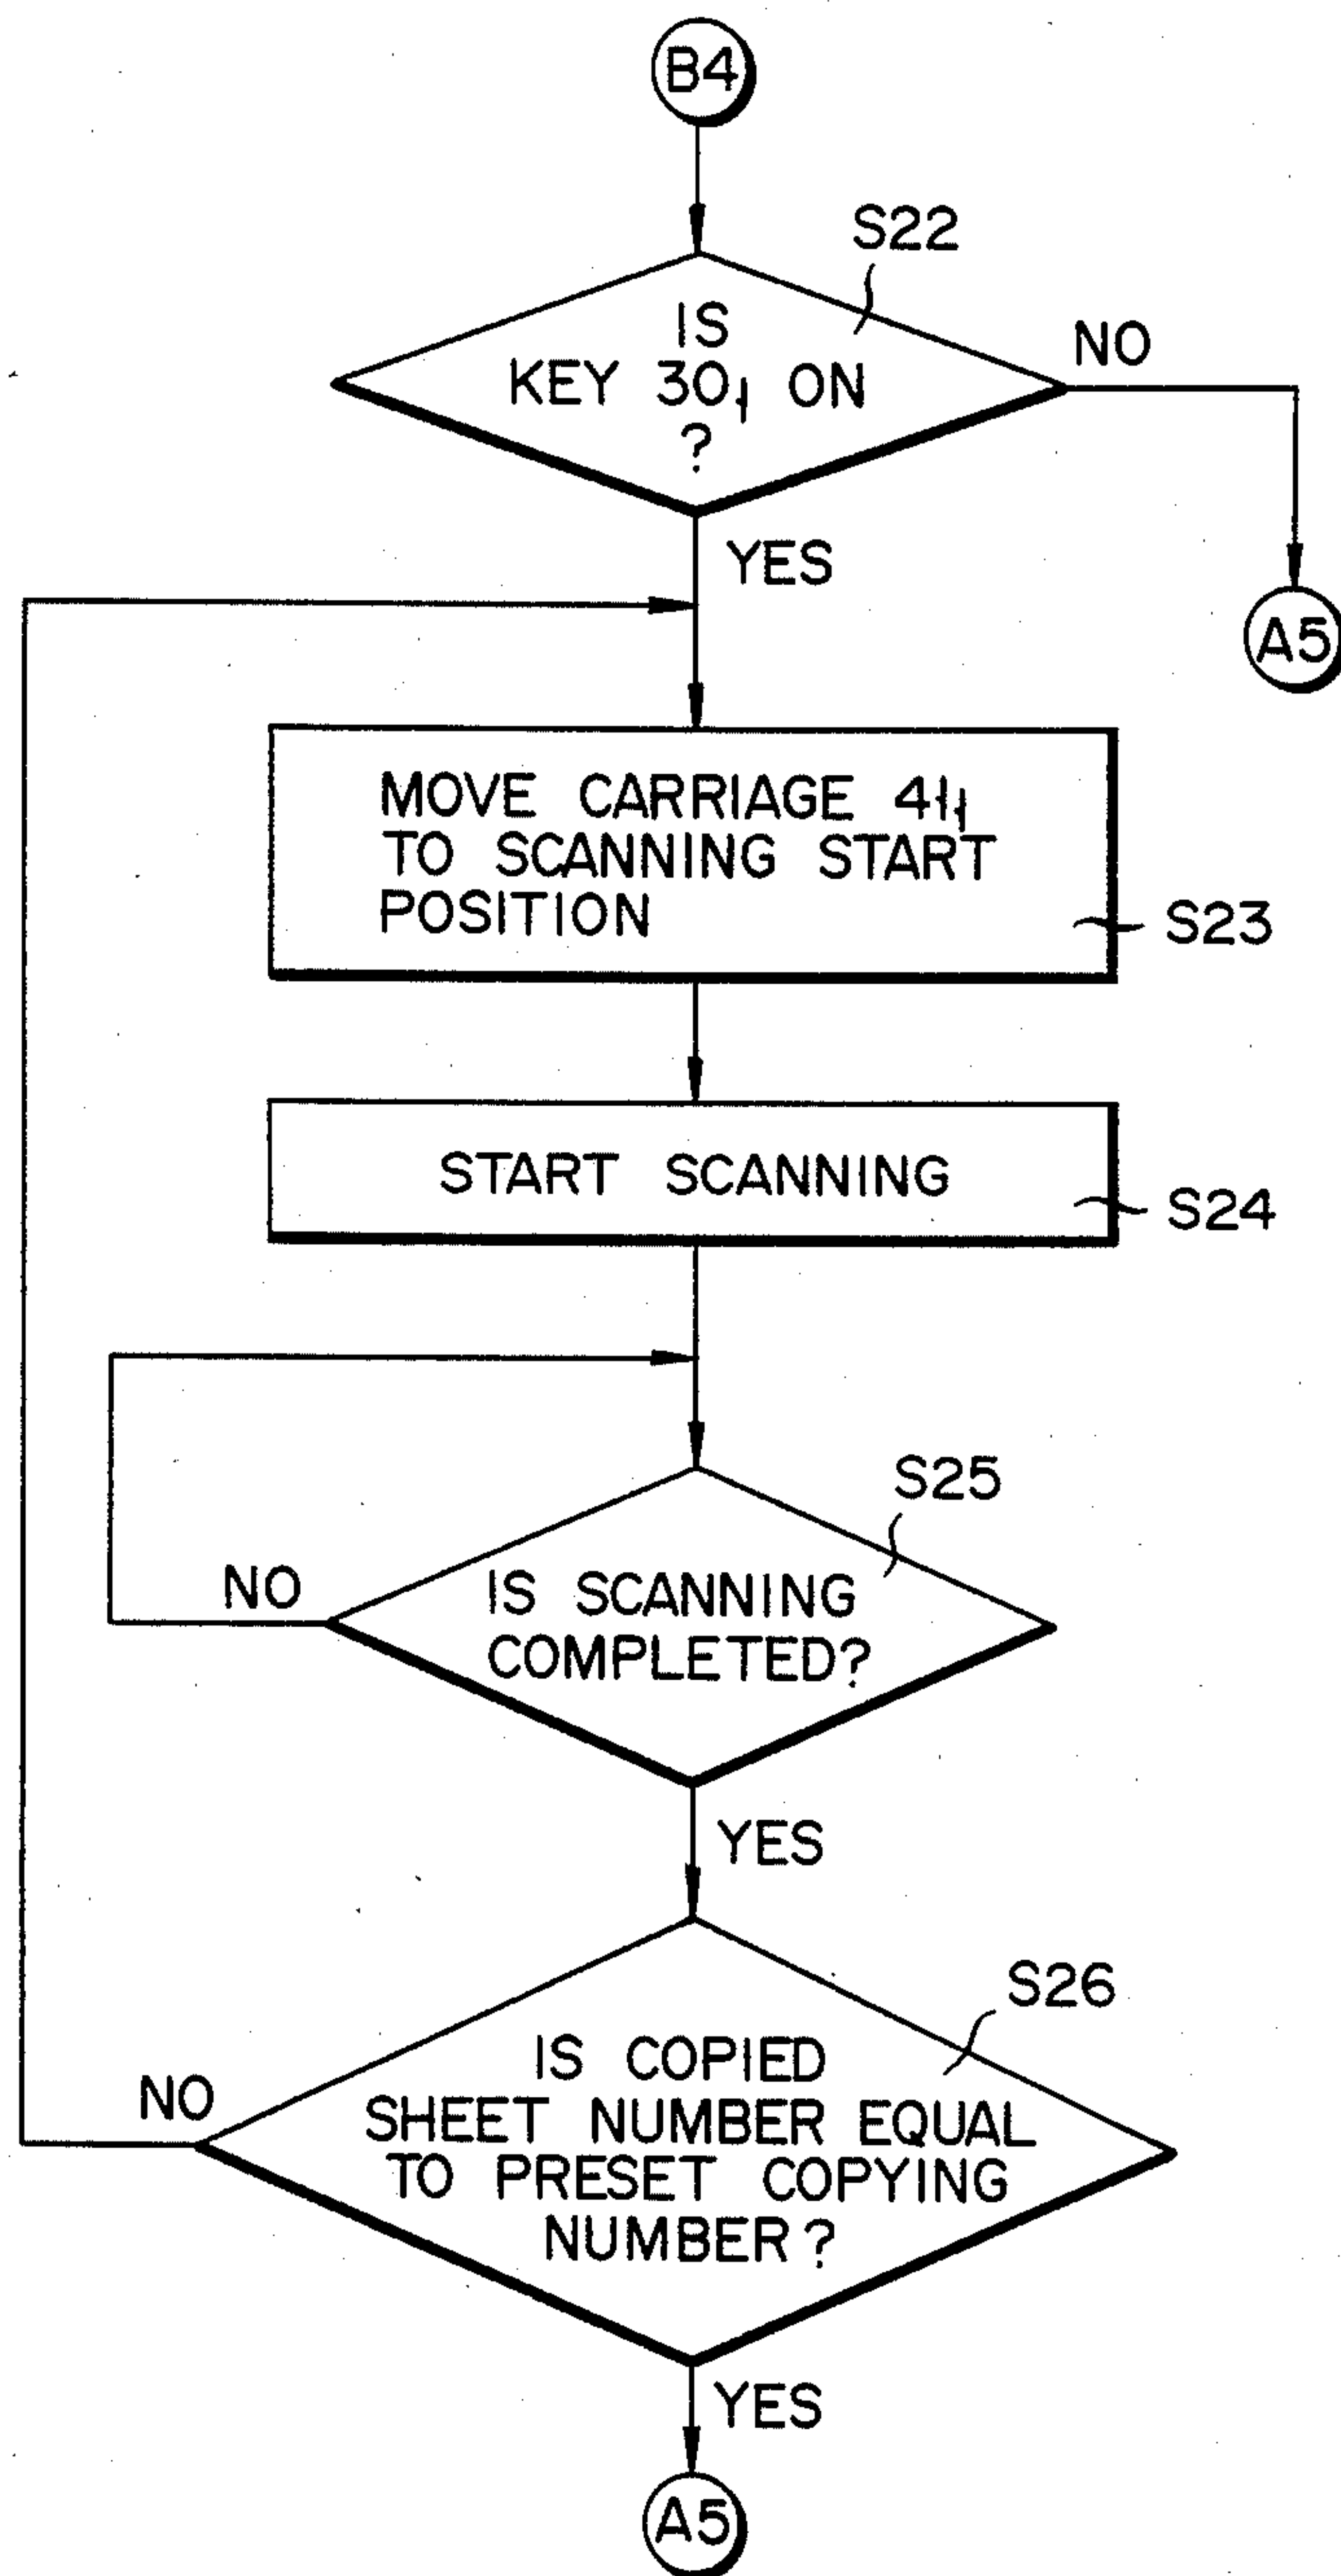 B4
S22
IS
KEY 30₁ ON
?
NO
YES
A5
MOVE CARRIAGE 41₁
TO SCANNING START
POSITION
S23
START SCANNING
S24
S25
NO
IS SCANNING
COMPLETED?
YES
S26
NO
IS COPIED
SHEET NUMBER EQUAL
TO PRESET COPYING
NUMBER?
YES
A5